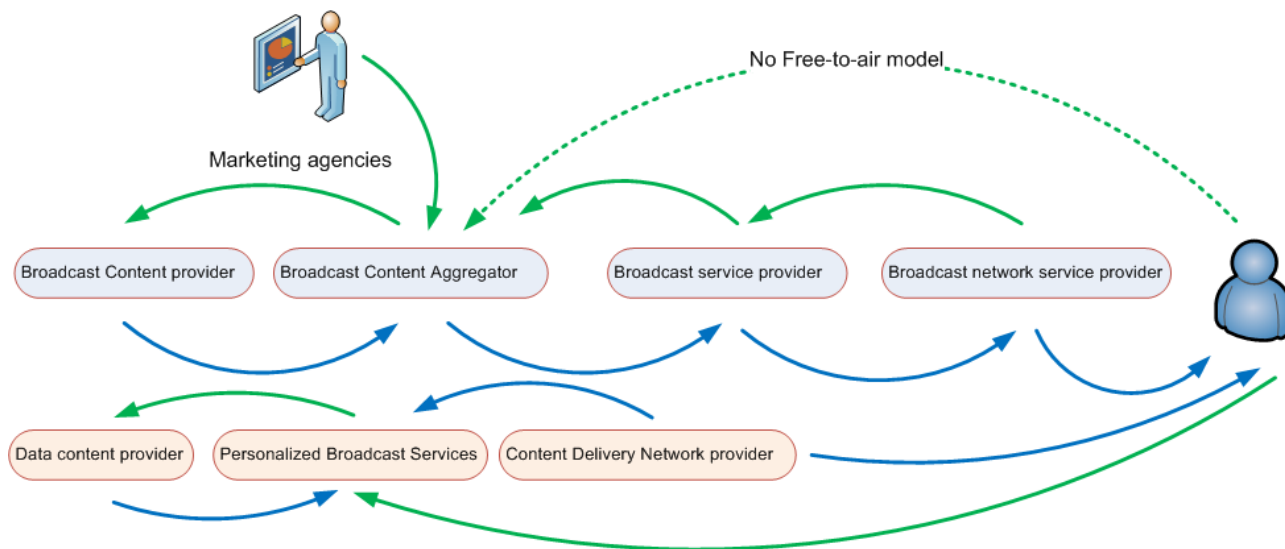 No Free-to-air model
Marketing agencies
Broadcast Content provider
Broadcast Content Aggregator
Broadcast service provider
Broadcast network service provider
Data content provider
Personalized Broadcast Services
Content Delivery Network provider